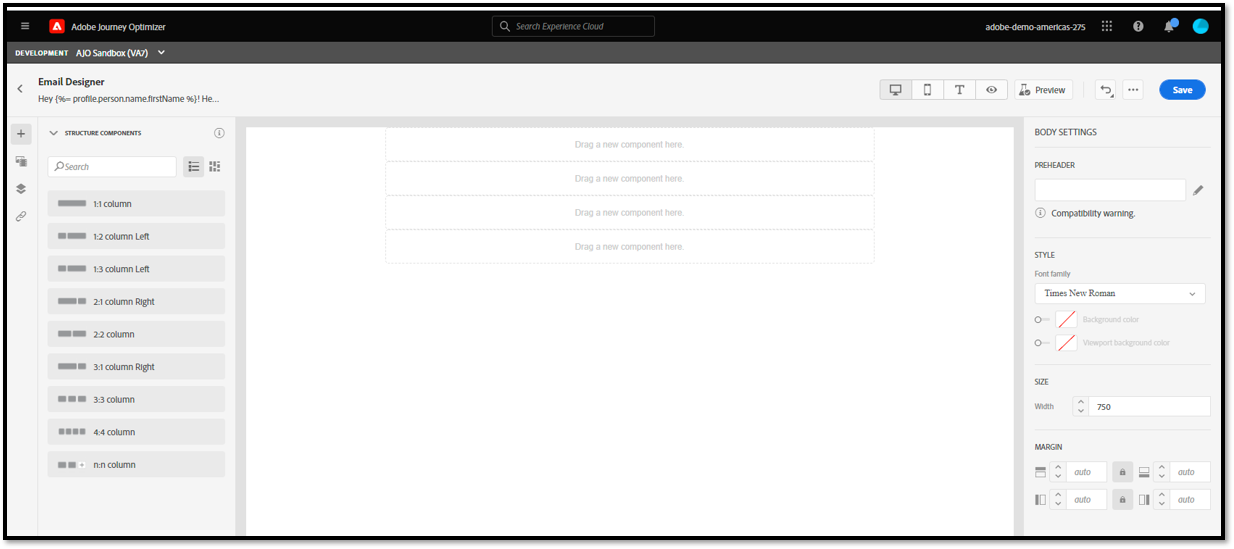 Adobe Journey Optimizer
Search Experience Cloud
adobe-demo-americas-275
DEVELOPMENT AJO Sandbox (VA7)
Email Designer
Hey {%= profile.person.name.firstName %}! He...
Preview
Save
STRUCTURE COMPONENTS
Search
1:1 column
1:2 column Left
1:3 column Left
2:1 column Right
2:2 column
3:1 column Right
3:3 column
4:4 column
n:n column
Drag a new component here.
Drag a new component here.
Drag a new component here.
Drag a new component here.
BODY SETTINGS
PREHEADER
Compatibility warning.
STYLE
Font family
Times New Roman
Background color
Viewport background color
SIZE
Width 750
MARGIN
auto auto
auto auto